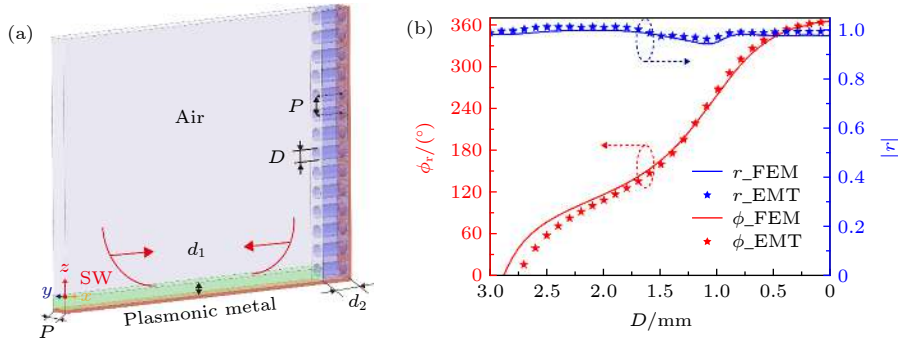 (a)
Air
P
D
d₁
SW
z
y
x
P
Plasmonic metal
d₂
(b)
ϕᵣ/(°)
360
300
240
180
120
60
0
3.0 2.5 2.0 1.5 1.0 0.5 0
D/mm
1.0
0.8
0.6
0.4
0.2
0
|r|
r_FEM
r_EMT
ϕ_FEM
ϕ_EMT